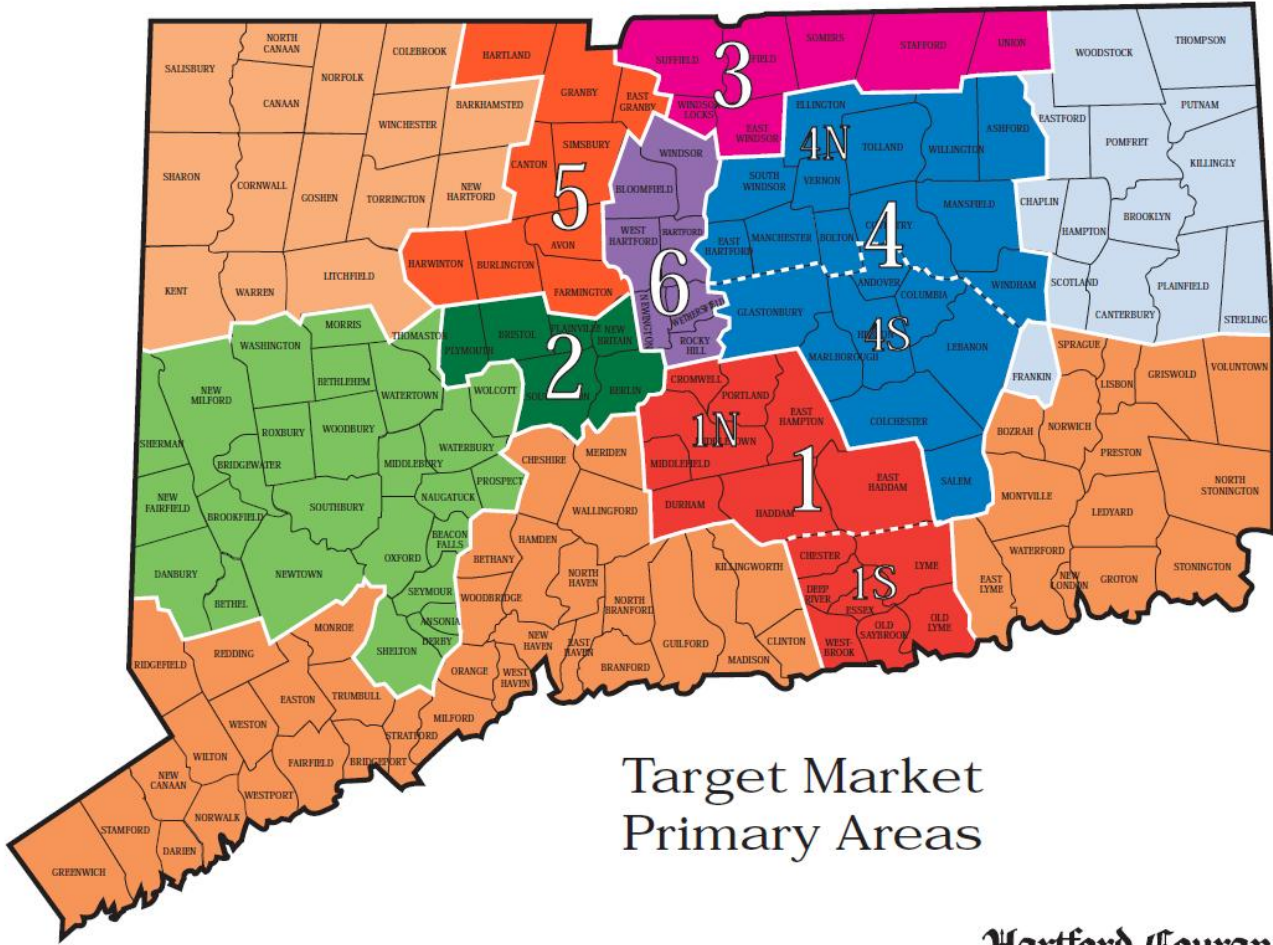 NORTH
CANAAN
COLEBROOK
HARTLAND
SALISBURY
NORFOLK
CANAAN
BARKHAMSTED
WINCHESTER
SHARON
CORNWALL
GOSHEN
TORRINGTON
NEW
HARTFORD
KENT
WARREN
LITCHFIELD
GRANBY
EAST
GRANBY
SIMSBURY
CANTON
5
AVON
HARWINTON
BURLINGTON
FARMINGTON
SUFFIELD
3
SOMERS
STAFFORD
UNION
EAST
WINDSOR
WINDSOR
BLOOMFIELD
WEST
HARTFORD
HARTFORD
6
NEWINGTON
WETHERSFIELD
ROCKY
HILL
ELLINGTON
4N
TOLLAND
WILLINGTON
ASHFORD
SOUTH
WINDSOR
VERNON
MANSFIELD
EAST
HARTFORD
MANCHESTER
BOLTON
4
ANDOVER
COLUMBIA
WINDHAM
GLASTONBURY
4S
MARLBOROUGH
LEBANON
COLCHESTER
SALEM
WOODSTOCK
THOMPSON
PUTNAM
EASTFORD
POMFRET
KILLINGLY
CHAPLIN
HAMPTON
BROOKLYN
SCOTLAND
PLAINFIELD
CANTERBURY
STERLING
FRANKIN
WASHINGTON
MORRIS
THOMASTON
NEW
MILFORD
BETHLEHEM
WATERTOWN
WOLCOTT
SHERMAN
ROXBURY
WOODBURY
WATERBURY
BRIDGEWATER
MIDDLEBURY
PROSPECT
NEW
FAIRFIELD
BROOKFIELD
SOUTHBURY
NAUGATUCK
BEACON
FALLS
OXFORD
DANBURY
NEWTOWN
BETHEL
SEYMOUR
ANSONIA
DERBY
SHELTON
PLYMOUTH
BRISTOL
PLAINVILLE
NEW
BRITAIN
2
BERLIN
CROMWELL
PORTLAND
EAST
HAMPTON
1N
MIDDLEFIELD
1
DURHAM
HADDAM
EAST
HADDAM
CHESTER
LYME
DEEP
RIVER
1S
ESSEX
OLD
SAYBROOK
OLD
LYME
WEST-
BROOK
SPRAGUE
LISBON
GRISWOLD
VOLUNTOWN
BOZRAH
NORWICH
PRESTON
NORTH
STONINGTON
MONTVILLE
LEDYARD
WATERFORD
EAST
LYME
NEW
LONDON
GROTON
STONINGTON
CHESHIRE
MERIDEN
WALLINGFORD
BETHANY
HAMDEN
KILLINGWORTH
WOODBRIDGE
NORTH
HAVEN
NORTH
BRANFORD
NEW
HAVEN
EAST
HAVEN
GUILFORD
CLINTON
MADISON
BRANFORD
ORANGE
WEST
HAVEN
MILFORD
MONROE
RIDGEFIELD
REDDING
EASTON
TRUMBULL
WESTON
STRATFORD
WILTON
FAIRFIELD
BRIDGEPORT
NEW
CANAAN
WESTPORT
STAMFORD
NORWALK
DARIEN
GREENWICH
Target Market
Primary Areas
Hartford Couran